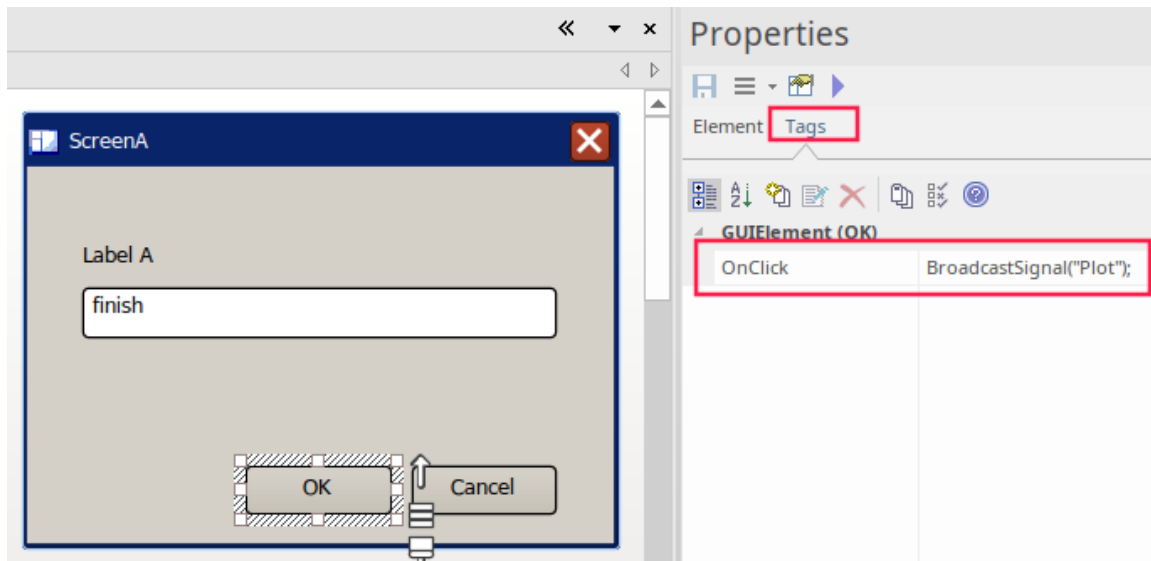 Properties
Element Tags
ScreenA
Label A
finish
OK Cancel
GUIElement (OK)
OnClick BroadcastSignal("Plot");